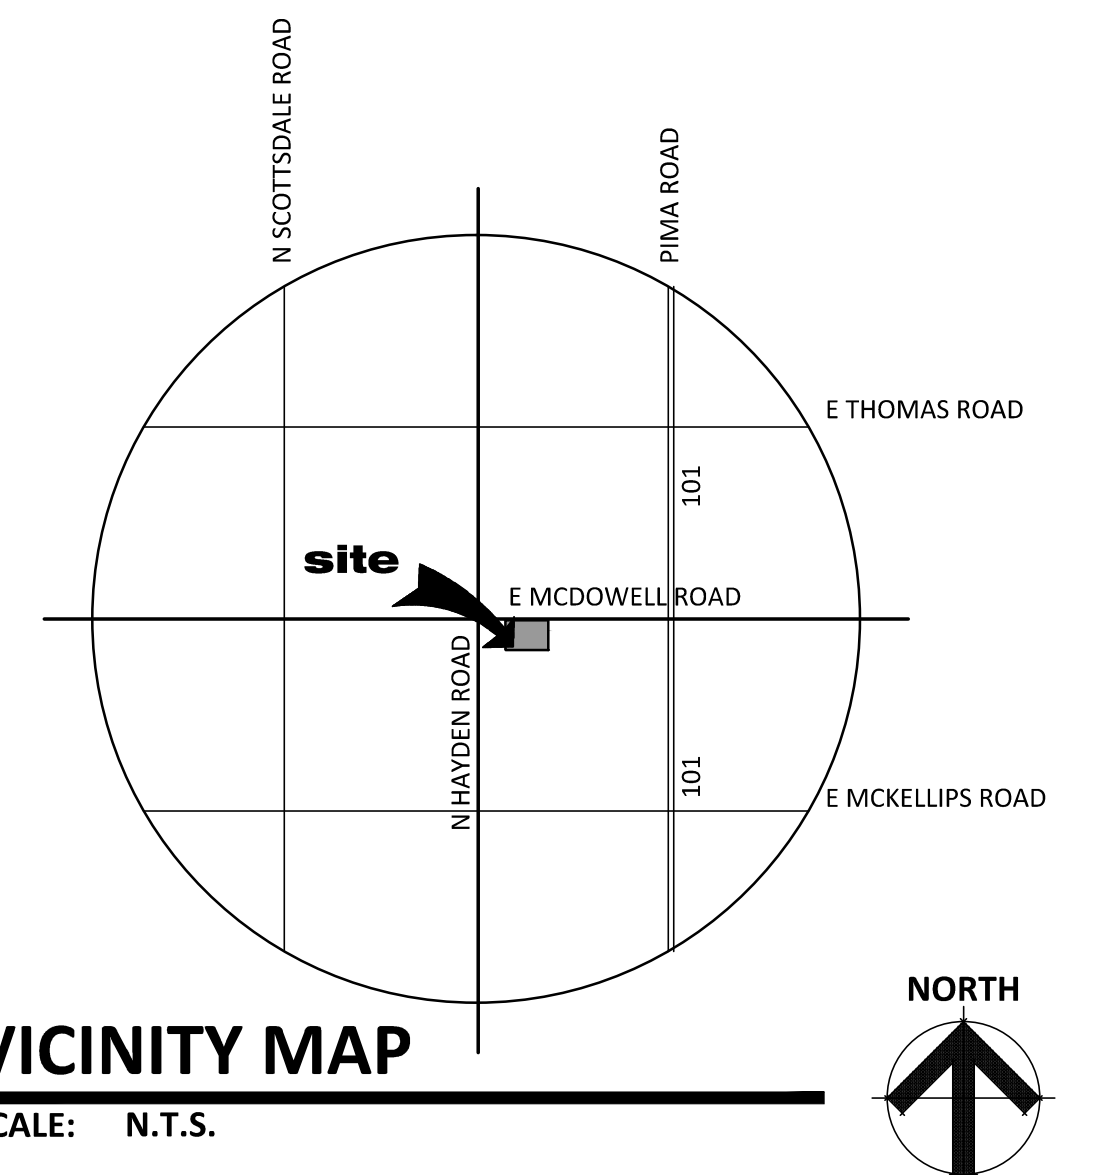 N SCOTTSDALE ROAD
PIMA ROAD
E THOMAS ROAD
101
site
E MCDOWELL ROAD
N HAYDEN ROAD
101
E MCKELLIPS ROAD
NORTH
VICINITY MAP
CALE: N.T.S.